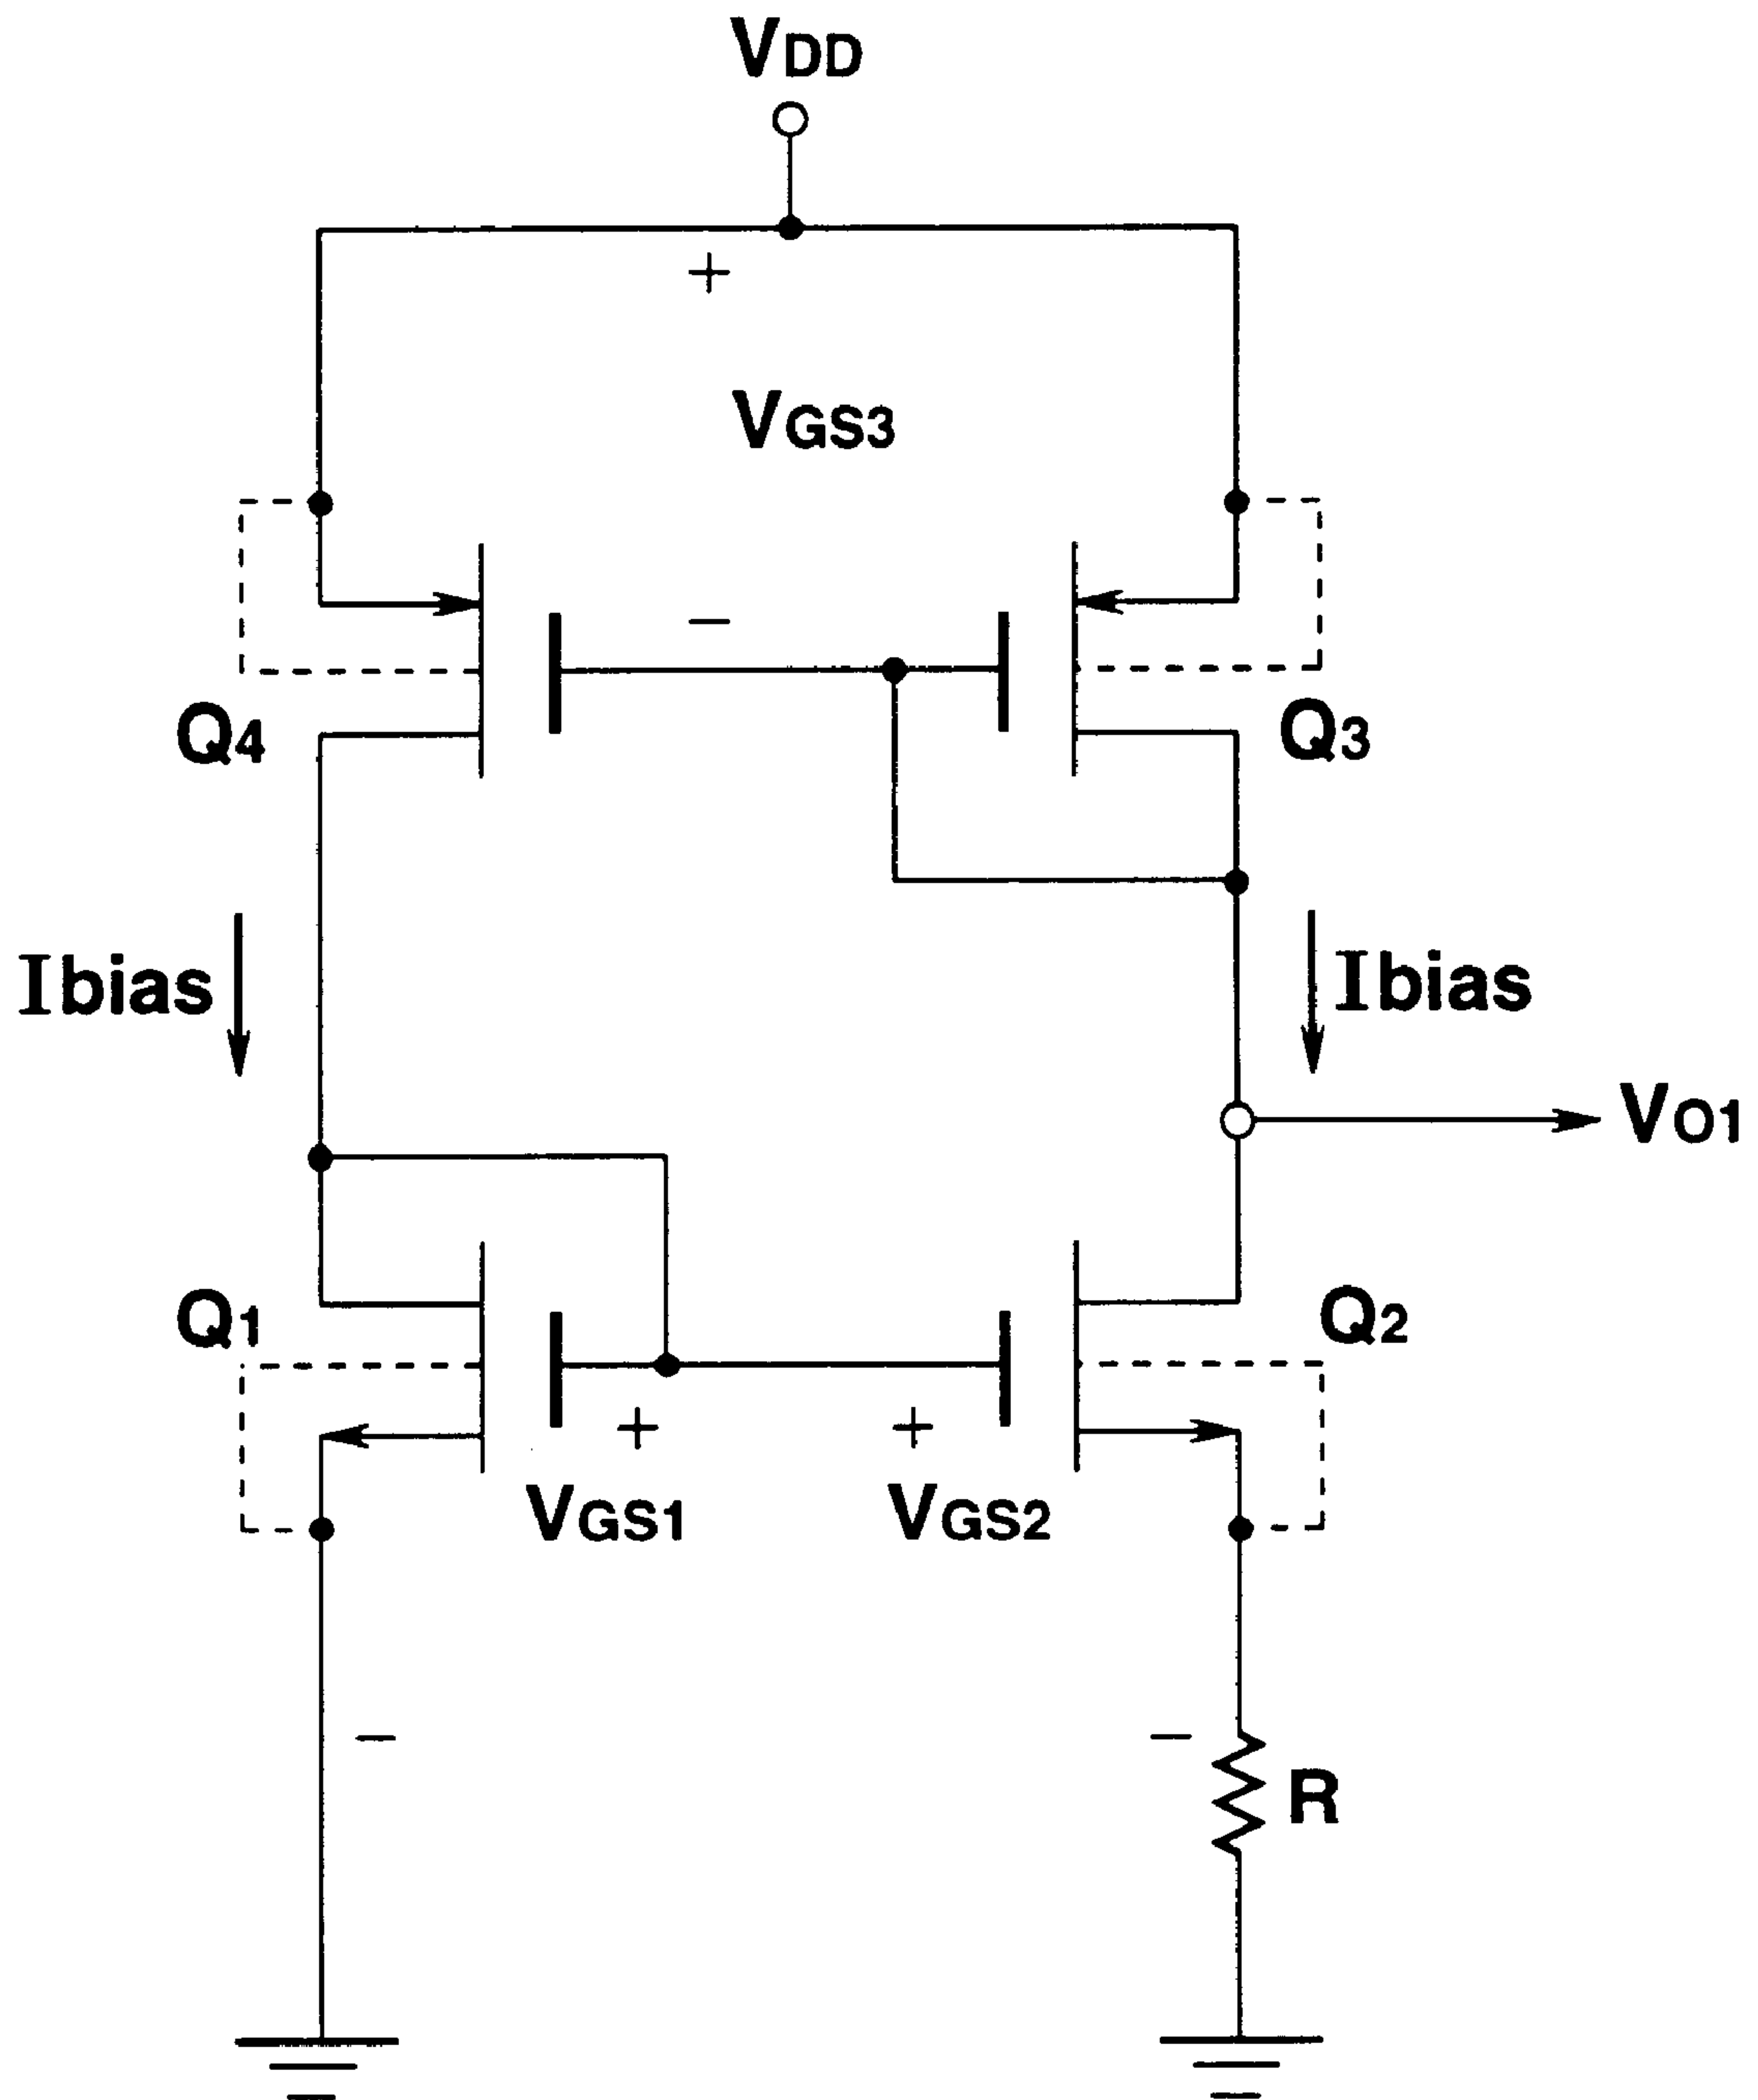 VDD
+
VGS3
−
Q4
Q3
Ibias
Ibias
VO1
Q1
Q2
+
+
VGS1
VGS2
−
−
R